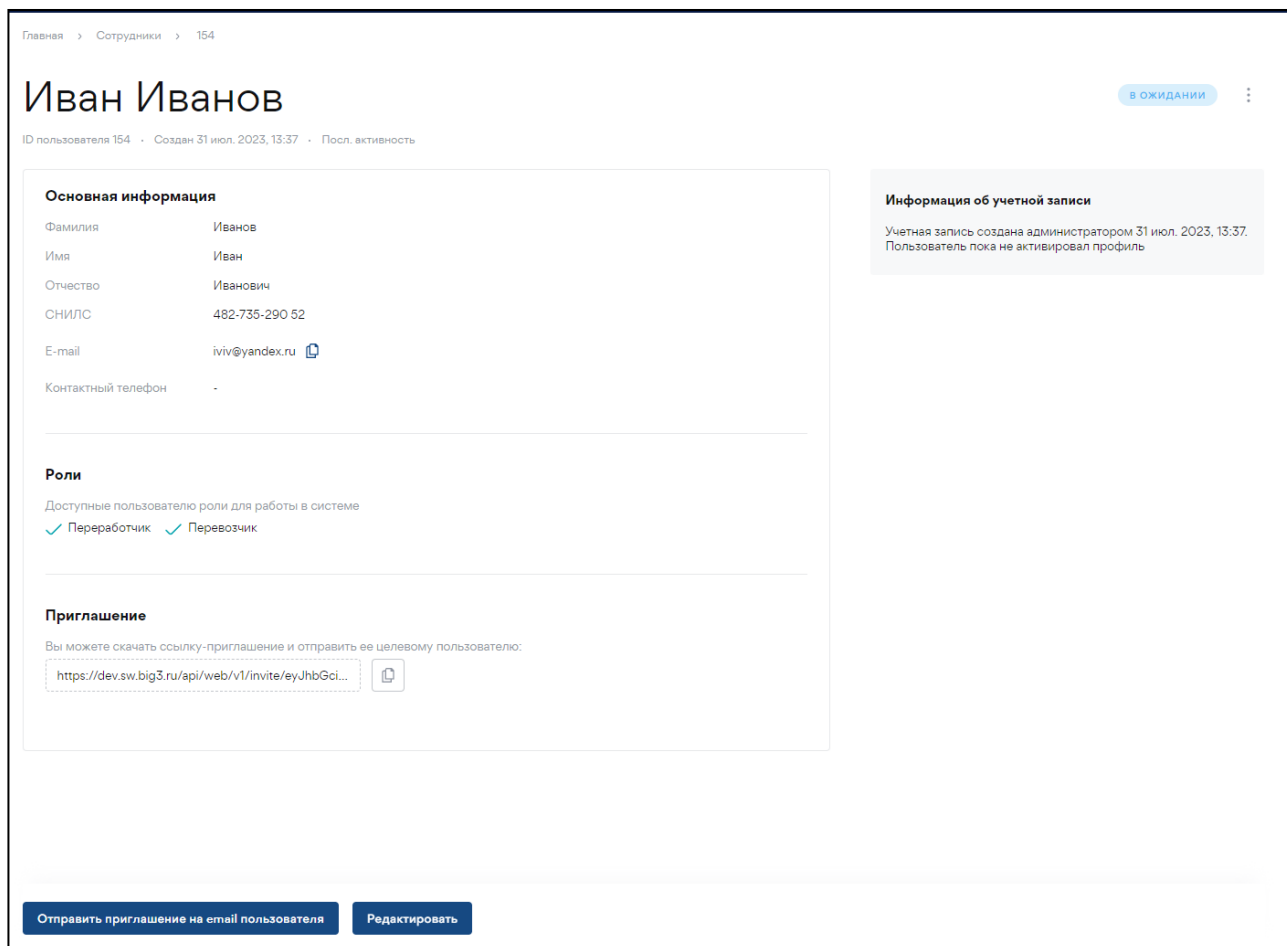 Главная > Сотрудники > 154
Иван Иванов
В ОЖИДАНИИ
ID пользователя 154 · Создан 31 июл. 2023, 13:37 · Посл. активность
Основная информация
Фамилия Иванов
Имя Иван
Отчество Иванович
СНИЛС 482-735-290 52
E-mail iviv@yandex.ru
Контактный телефон -
Роли
Доступные пользователю роли для работы в системе
Переработчик Перевозчик
Приглашение
Вы можете скачать ссылку-приглашение и отправить ее целевому пользователю:
https://dev.sw.big3.ru/api/web/v1/invite/eyJhbGci...
Информация об учетной записи
Учетная запись создана администратором 31 июл. 2023, 13:37.
Пользователь пока не активировал профиль
Отправить приглашение на email пользователя
Редактировать